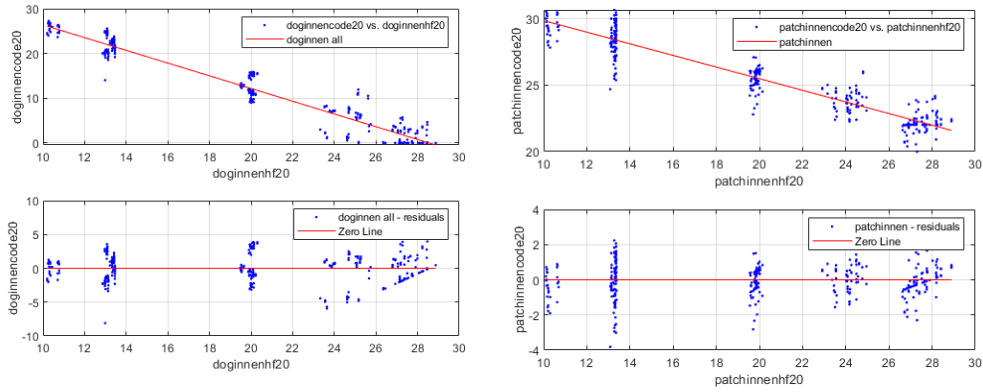 doginnencode20 vs. doginnenhf20
doginnen all
30
20
10
0
doginnencode20
10 12 14 16 18 20 22 24 26 28 30
doginnenhf20
patchinnencode20 vs. patchinnenhf20
patchinnen
30
25
20
patchinnencode20
10 12 14 16 18 20 22 24 26 28 30
patchinnenhf20
doginnen all - residuals
Zero Line
10
5
0
-5
-10
doginnencode20
10 12 14 16 18 20 22 24 26 28 30
doginnenhf20
patchinnen - residuals
Zero Line
4
2
0
-2
-4
patchinnencode20
10 12 14 16 18 20 22 24 26 28 30
patchinnenhf20